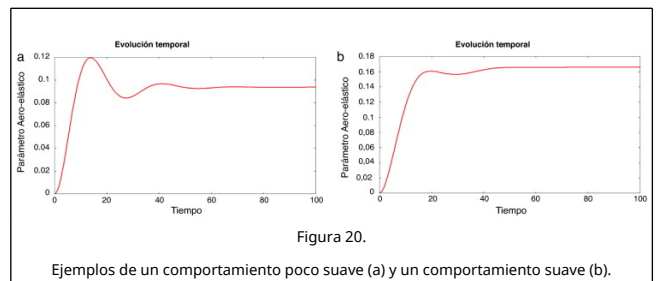 a
Evolución temporal
0.12
0.1
0.08
0.06
0.04
0.02
0
0 20 40 60 80 100
Parámetro Aero-elástico
Tiempo
b
Evolución temporal
0.18
0.16
0.14
0.12
0.1
0.08
0.06
0.04
0,02
0
0 20 40 60 80 100
Parámetro Aero-elástico
Tiempo
Figura 20.
Ejemplos de un comportamiento poco suave (a) y un comportamiento suave (b).